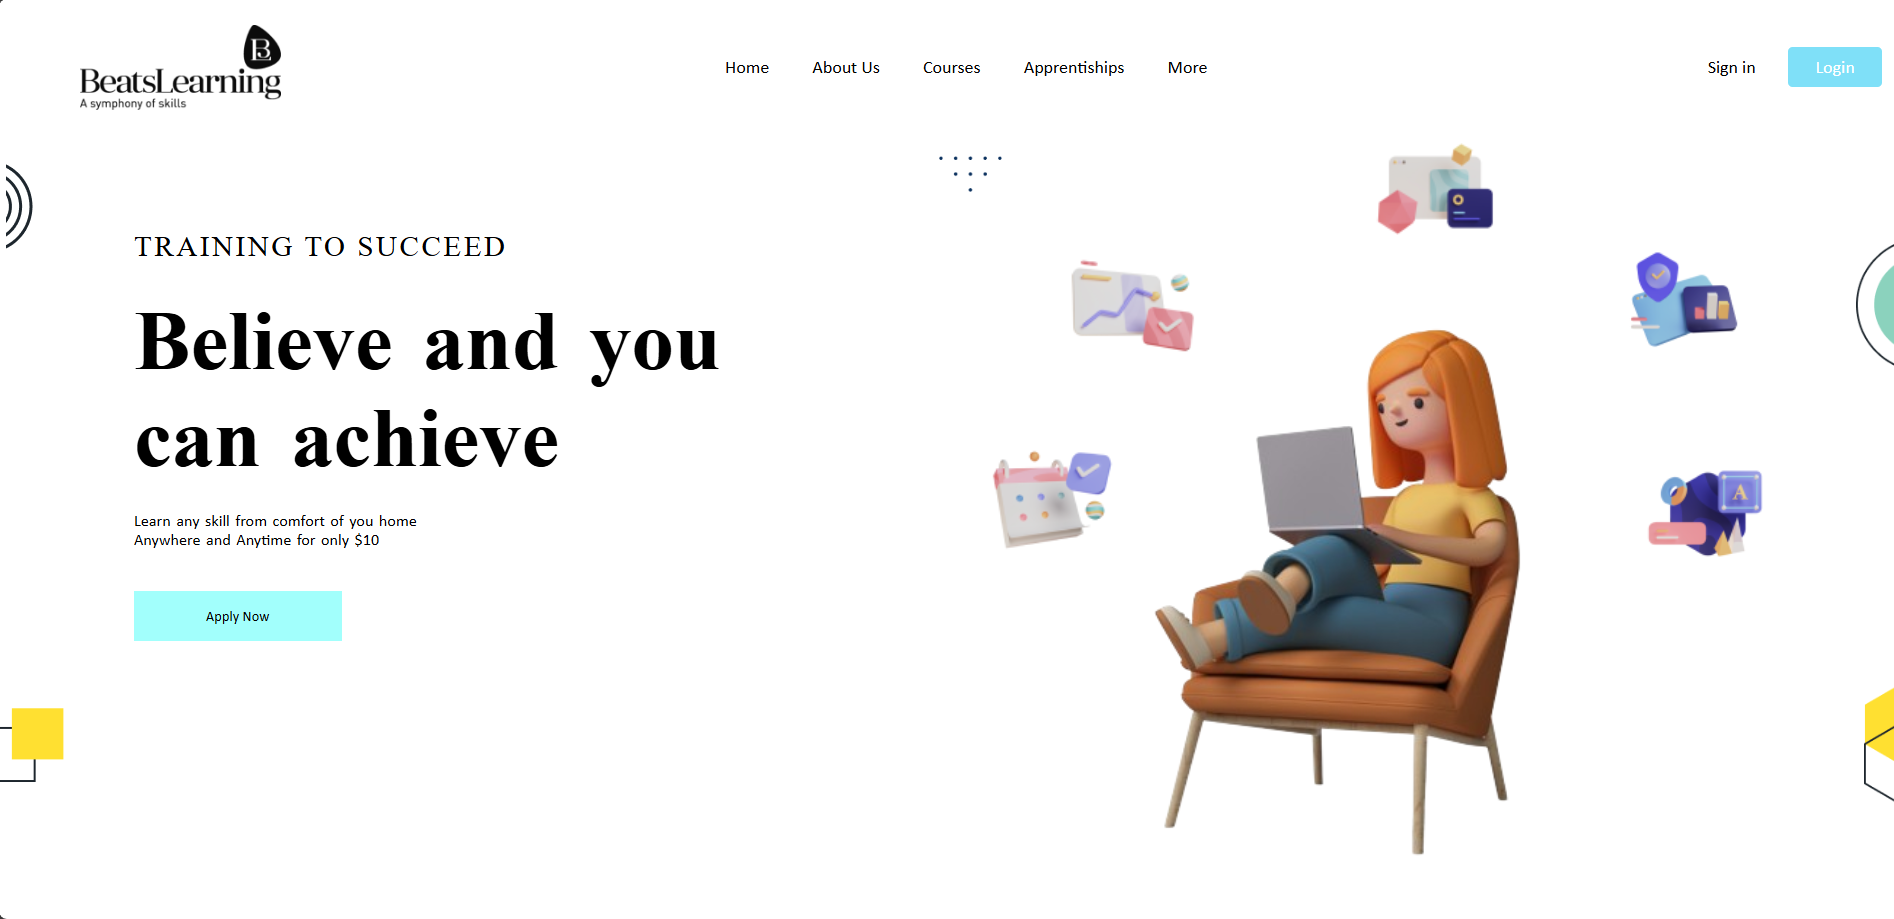 B
BeatsLearning
A symphony of skills
Home About Us Courses Apprentiships More
Sign in Login
TRAINING TO SUCCEED
Believe and you
can achieve
Learn any skill from comfort of you home
Anywhere and Anytime for only $10
Apply Now
A